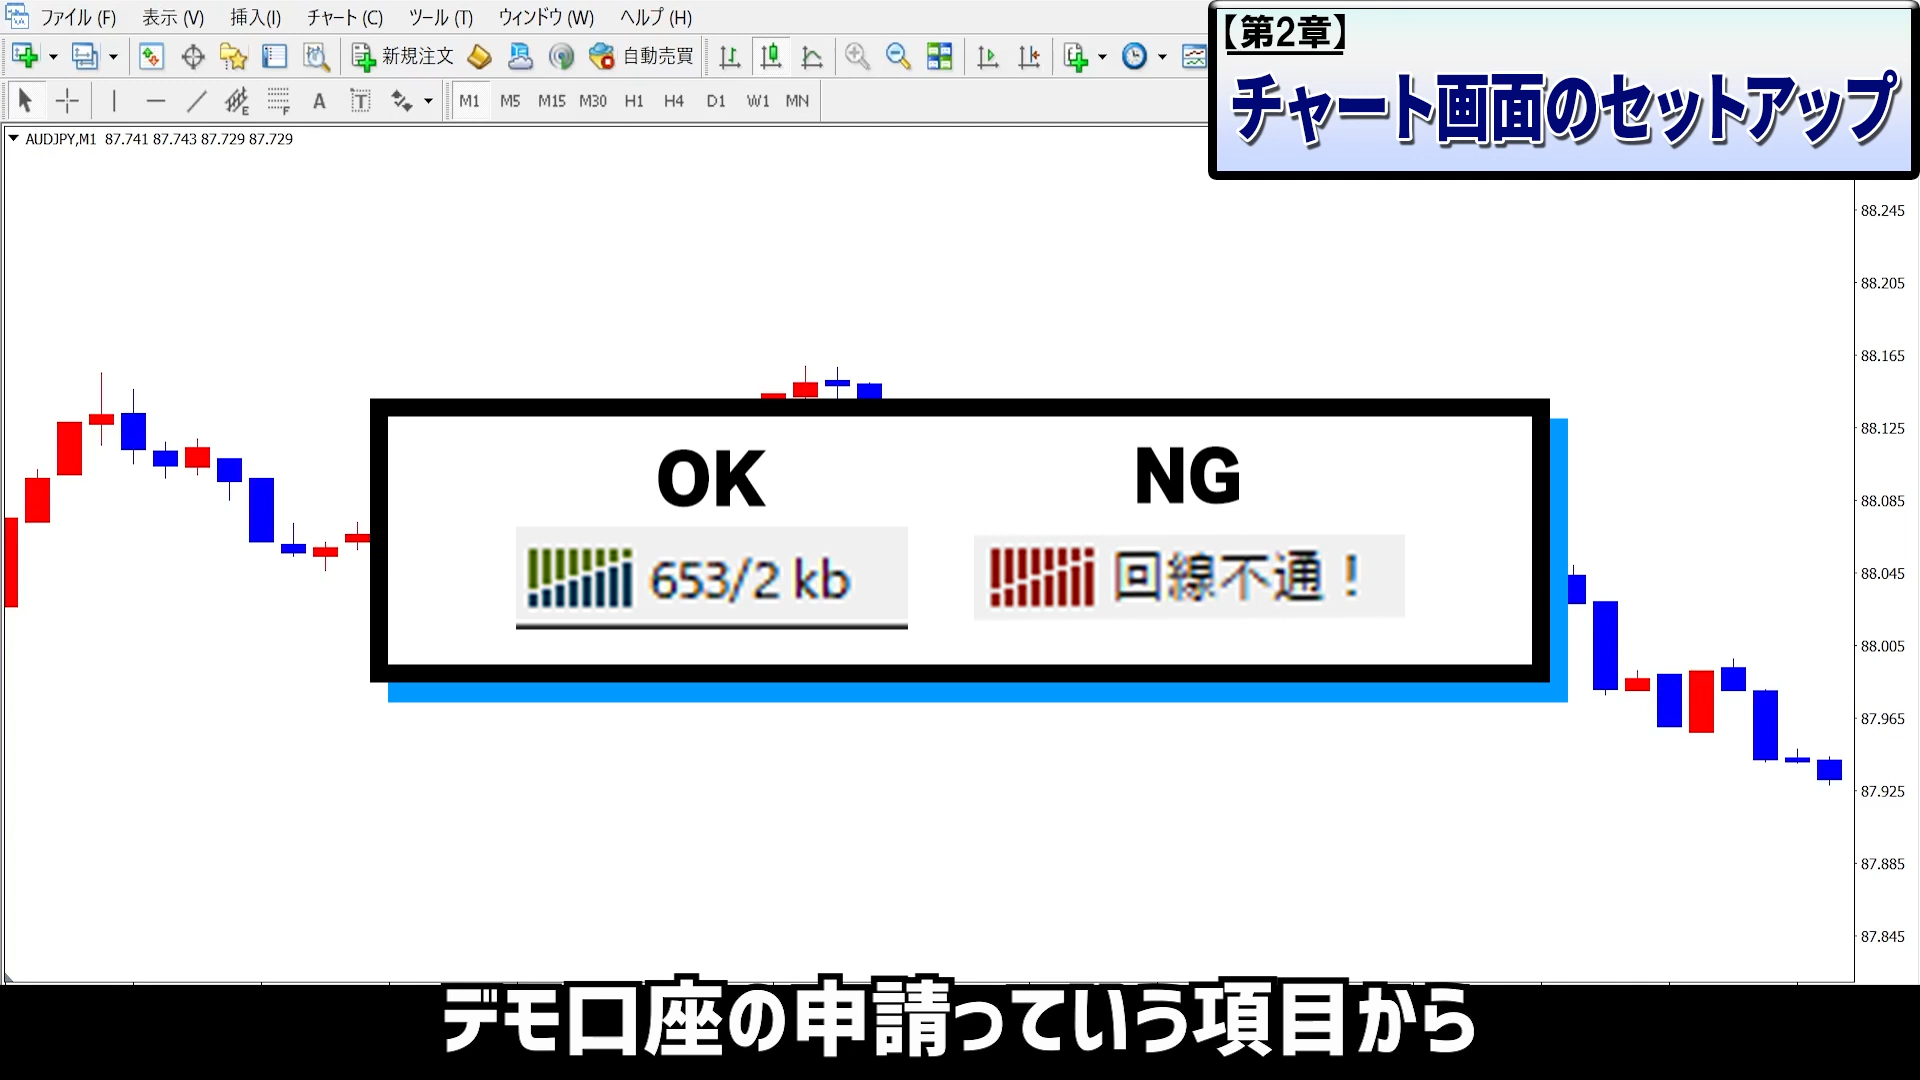 ファイル (F) 表示 (V) 挿入(I) チャート (C) ツール (T) ウィンドウ (W) ヘルプ (H)
新規注文 自動売買
M1 M5 M15 M30 H1 H4 D1 W1 MN
【第2章】
チャート画面のセットアップ
AUDJPY,M1 87.741 87.743 87.729 87.729
88.245
88.205
88.165
88.125
88.085
88.045
88.005
87.965
87.925
87.885
87.845
OK NG
653/2 kb 回線不通！
デモ口座の申請っていう項目から